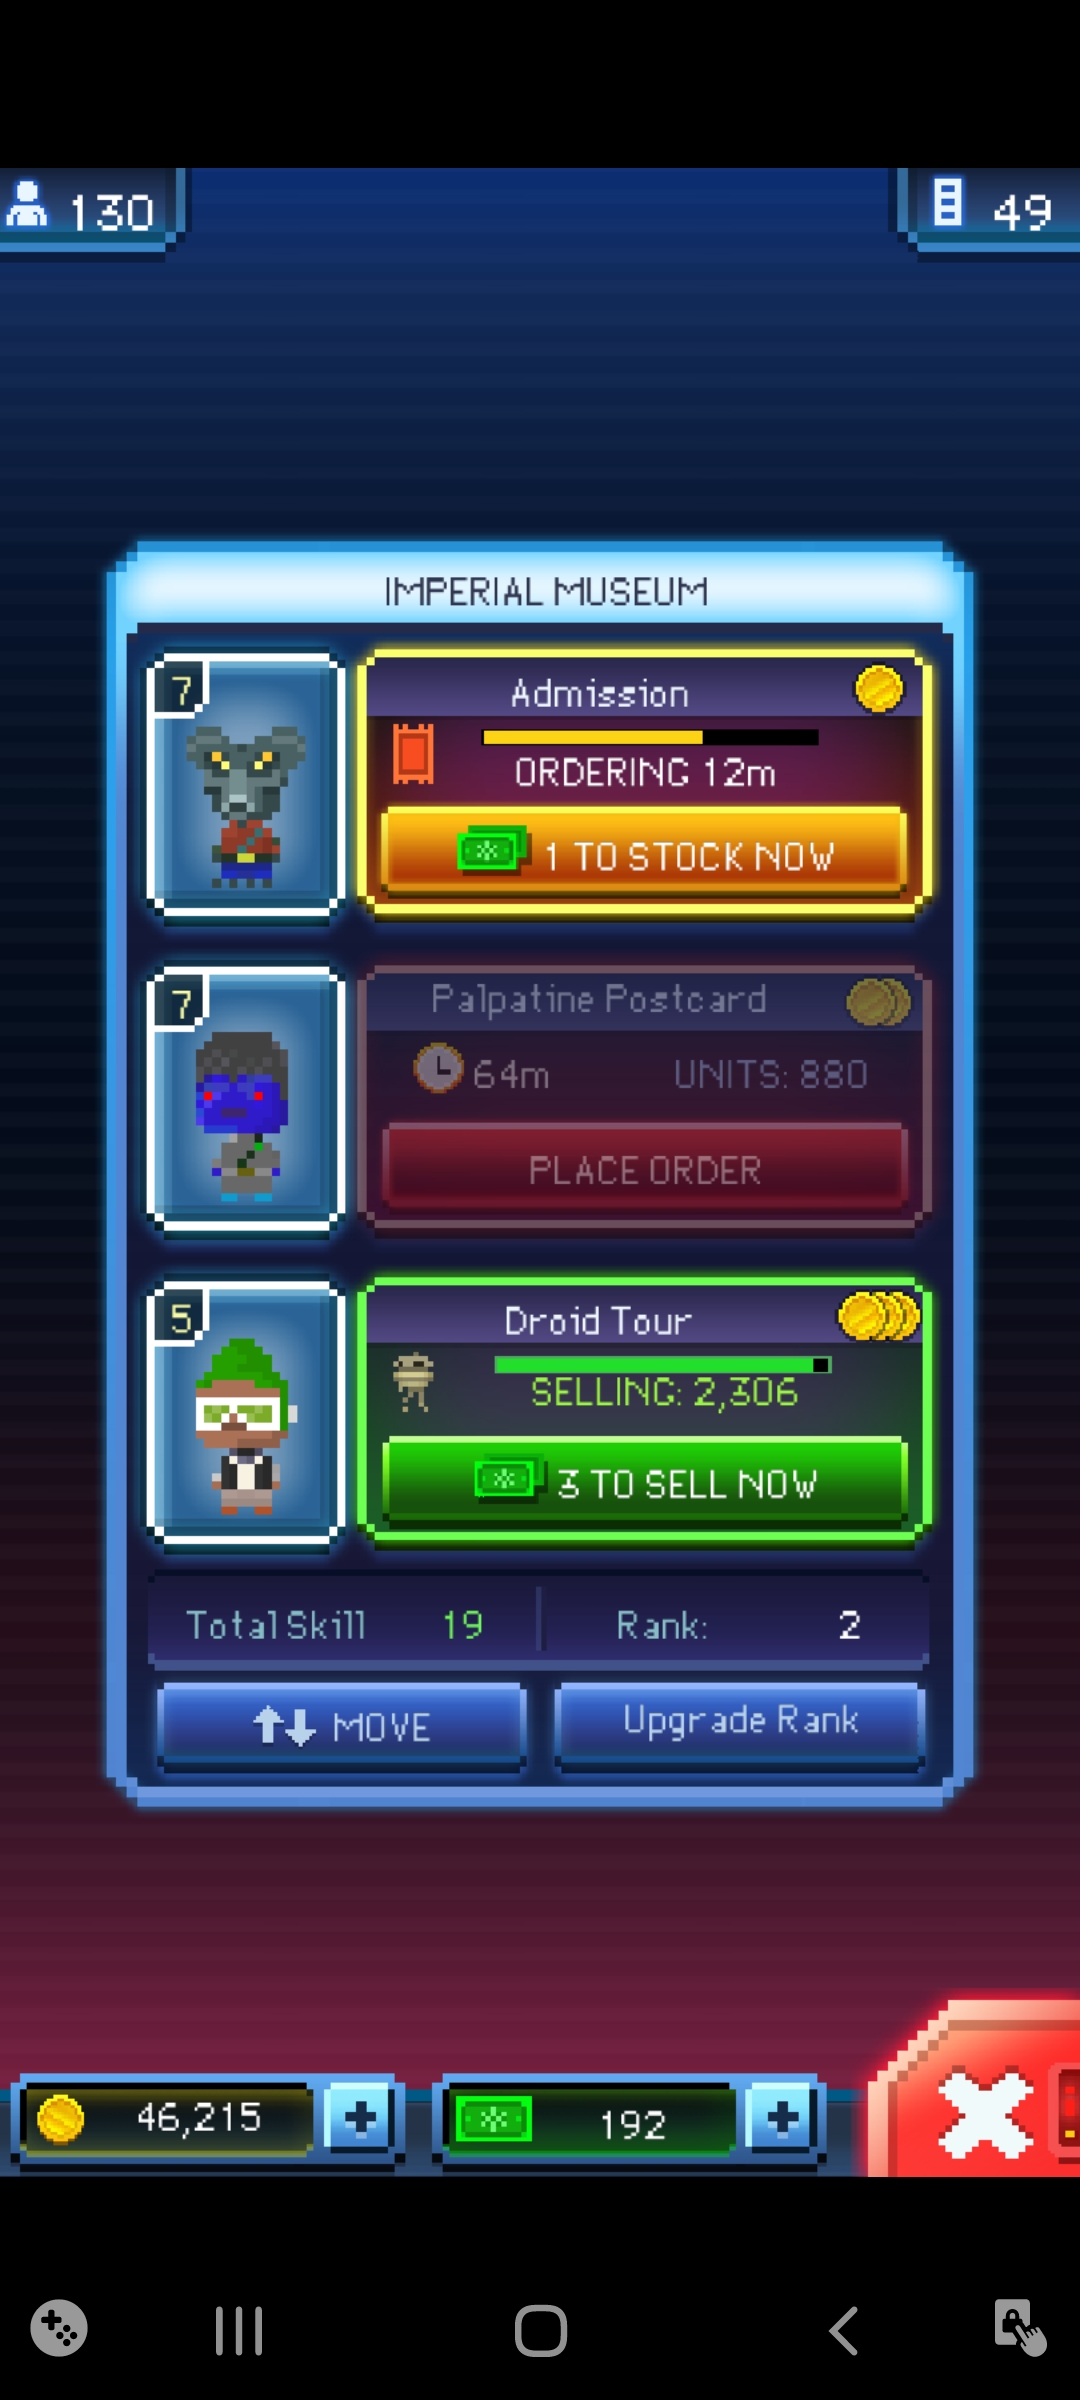 130
49
IMPERIAL MUSEUM
7
Admission
ORDERING 12m
1 TO STOCK NOW
7
Palpatine Postcard
64m UNITS: 880
PLACE ORDER
5
Droid Tour
SELLING: 2,306
3 TO SELL NOW
Total Skill 19 Rank: 2
MOVE Upgrade Rank
46,215 192